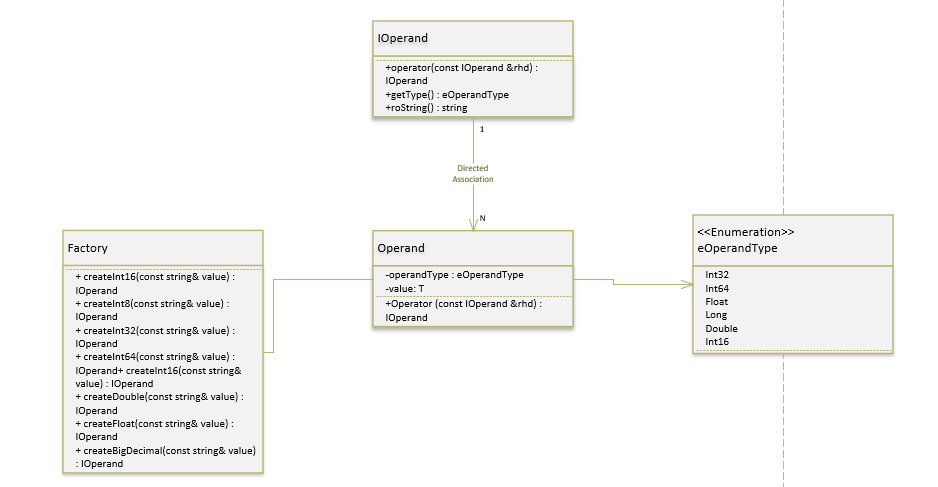 IOperand
+operator(const IOperand &rhd) :
IOperand
+getType() : eOperandType
+roString() : string
1
Directed
Association
N
Factory
+ createInt16(const string& value) :
IOperand
+ createInt8(const string& value) :
IOperand
+ createInt32(const string& value) :
IOperand
+ createInt64(const string& value) :
IOperand+ createInt16(const string&
value) : IOperand
+ createDouble(const string& value) :
IOperand
+ createFloat(const string& value) :
IOperand
+ createBigDecimal(const string& value)
: IOperand
Operand
-operandType : eOperandType
-value: T
+Operator (const IOperand &rhd) :
IOperand
<<Enumeration>>
eOperandType
Int32
Int64
Float
Long
Double
Int16